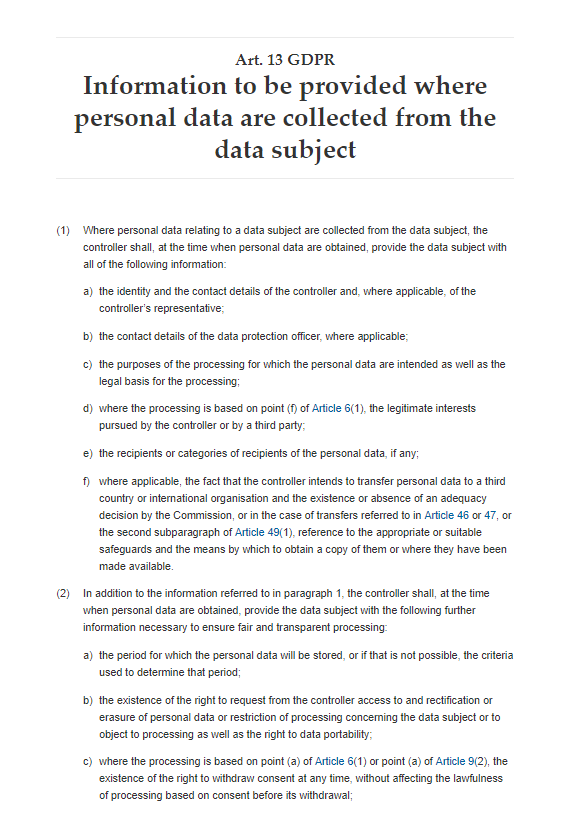 Art. 13 GDPR
Information to be provided where
personal data are collected from the
data subject
(1) Where personal data relating to a data subject are collected from the data subject, the
controller shall, at the time when personal data are obtained, provide the data subject with
all of the following information:
a) the identity and the contact details of the controller and, where applicable, of the
controller's representative;
b) the contact details of the data protection officer, where applicable;
c) the purposes of the processing for which the personal data are intended as well as the
legal basis for the processing;
d) where the processing is based on point (f) of Article 6(1), the legitimate interests
pursued by the controller or by a third party;
e) the recipients or categories of recipients of the personal data, if any;
f) where applicable, the fact that the controller intends to transfer personal data to a third
country or international organisation and the existence or absence of an adequacy
decision by the Commission, or in the case of transfers referred to in Article 46 or 47, or
the second subparagraph of Article 49(1), reference to the appropriate or suitable
safeguards and the means by which to obtain a copy of them or where they have been
made available.
(2) In addition to the information referred to in paragraph 1, the controller shall, at the time
when personal data are obtained, provide the data subject with the following further
information necessary to ensure fair and transparent processing:
a) the period for which the personal data will be stored, or if that is not possible, the criteria
used to determine that period;
b) the existence of the right to request from the controller access to and rectification or
erasure of personal data or restriction of processing concerning the data subject or to
object to processing as well as the right to data portability;
c) where the processing is based on point (a) of Article 6(1) or point (a) of Article 9(2), the
existence of the right to withdraw consent at any time, without affecting the lawfulness
of processing based on consent before its withdrawal;